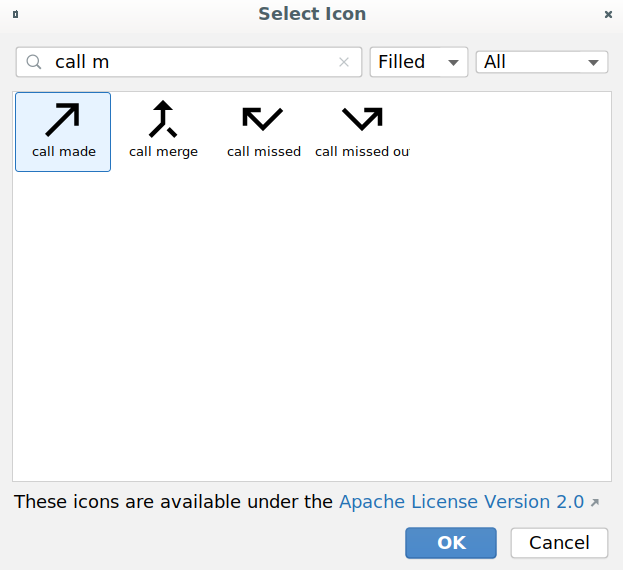 Select Icon
call m
Filled
All
call made
call merge
call missed
call missed ou
These icons are available under the Apache License Version 2.0
OK
Cancel